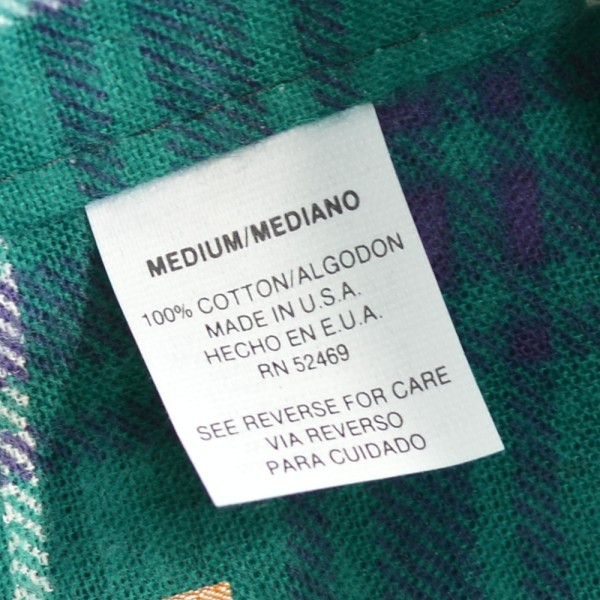 MEDIUM/MEDIANO
100% COTTON/ALGODON
MADE IN U.S.A.
HECHO EN E.U.A.
RN 52469
SEE REVERSE FOR CARE
VIA REVERSO
PARA CUIDADO